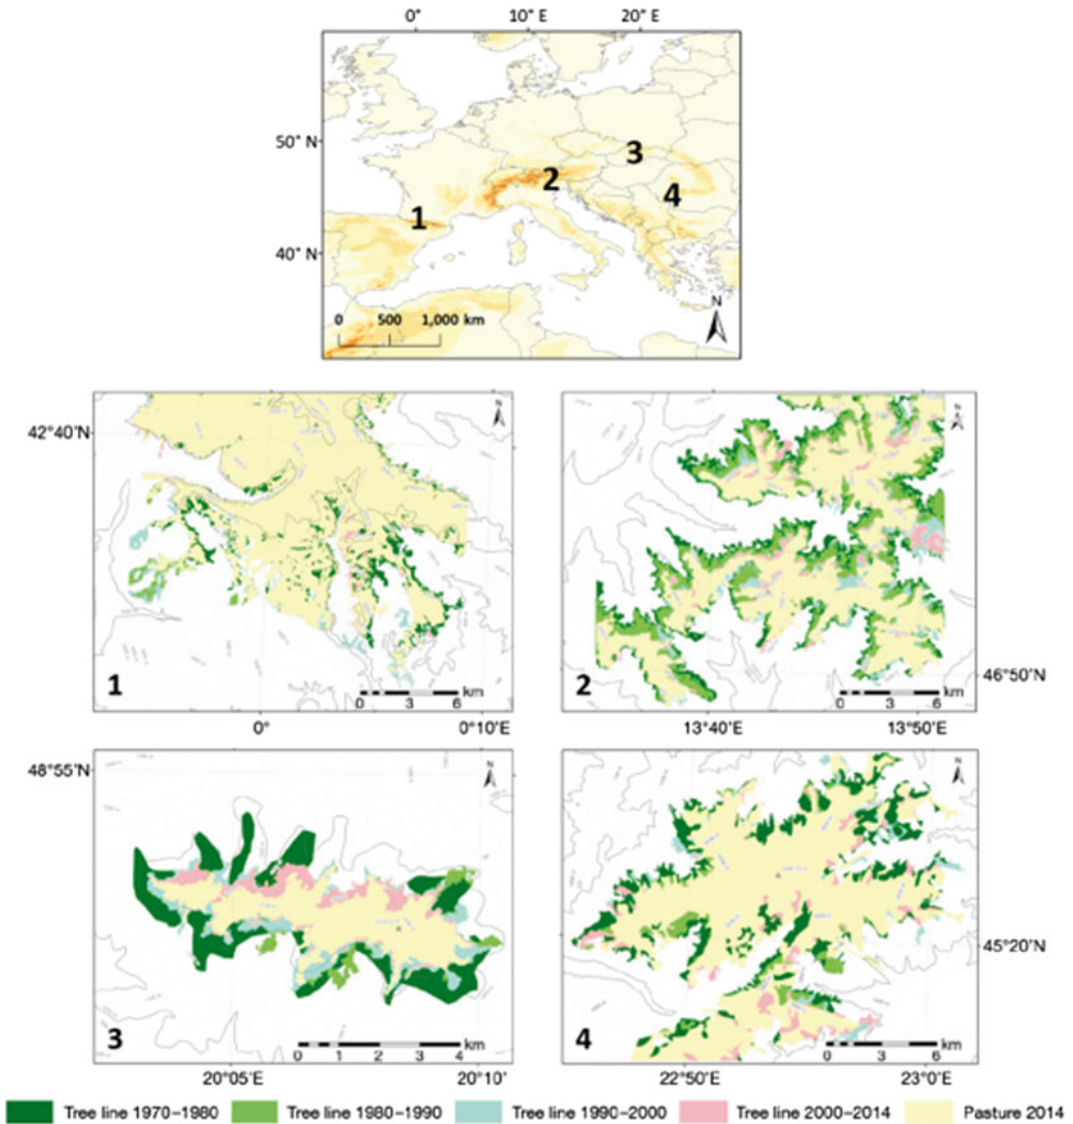 0° 10° E 20° E
50° N
3
2
4
1
40° N
N
0 500 1,000 km
42°40'N
N
N
1
km
0 3 6
2
km
0 3 6
46°50'N
0° 0°10'E
13°40'E 13°50'E
48°55'N
N
N
45°20'N
3
km
0 1 2 3 4
4
km
0 3 6
20°05'E 20°10'
22°50'E 23°0'E
Tree line 1970–1980 Tree line 1980–1990 Tree line 1990–2000 Tree line 2000–2014 Pasture 2014